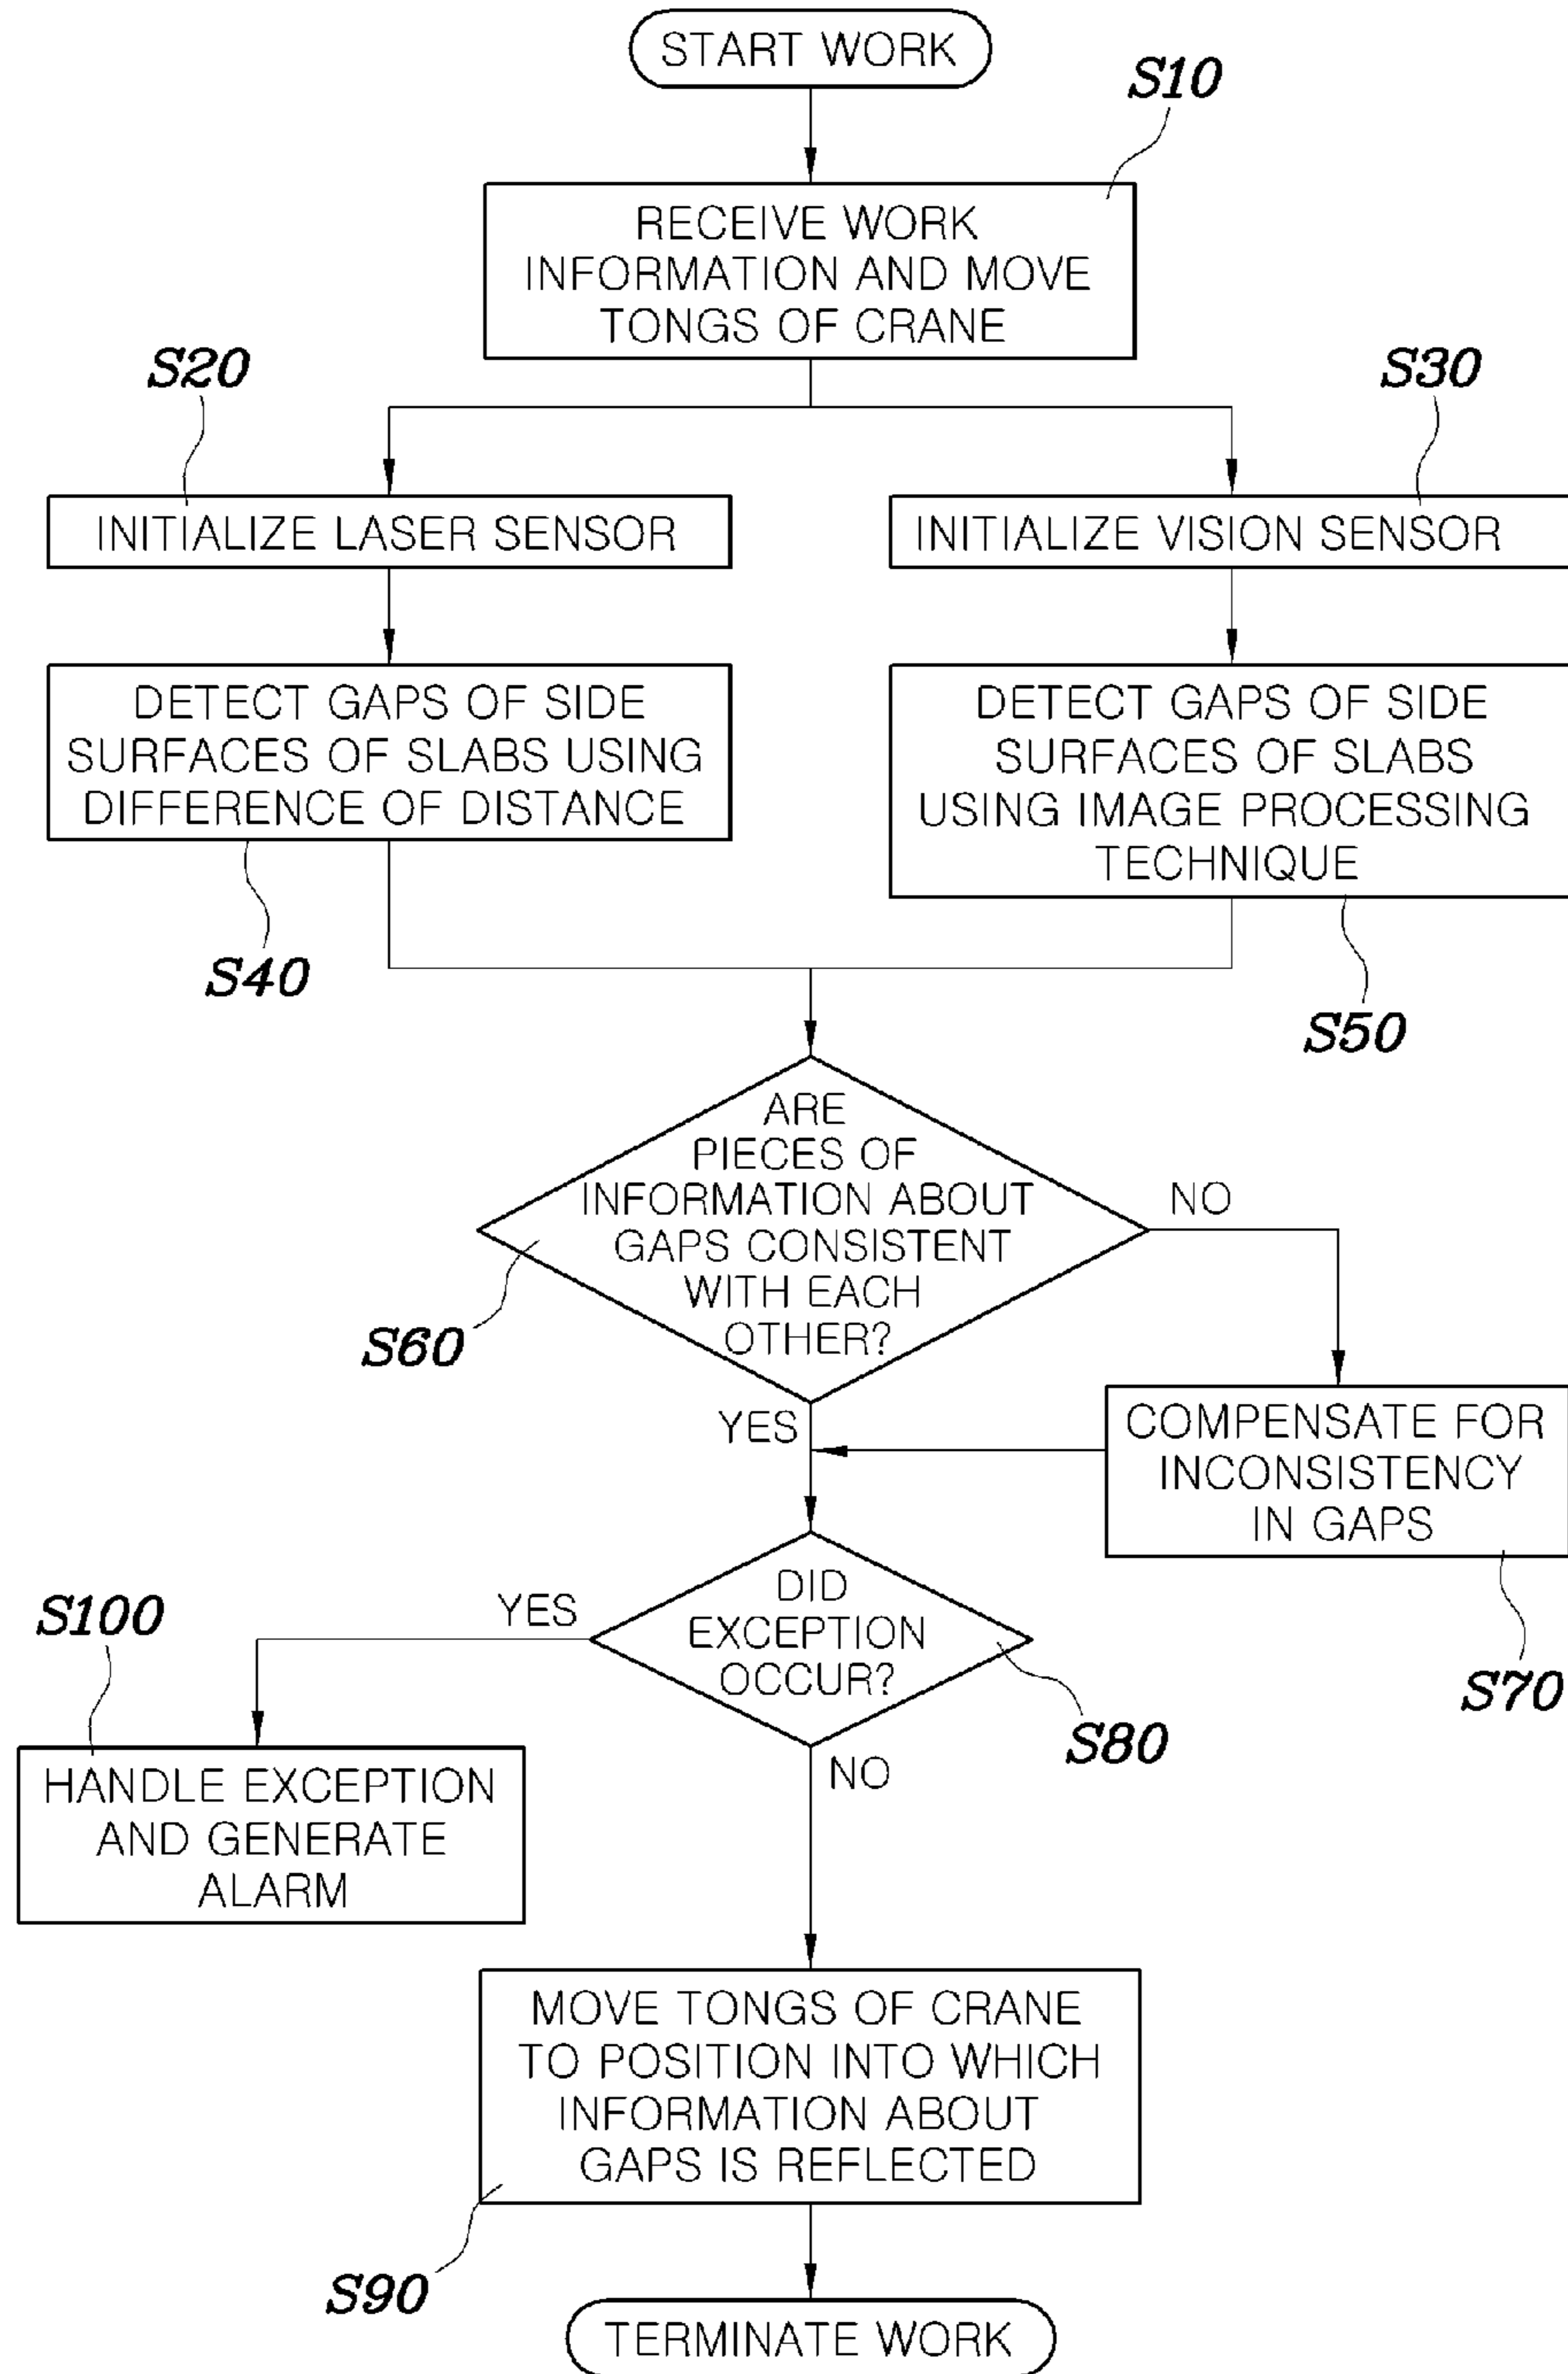 START WORK
S10
RECEIVE WORK
INFORMATION AND MOVE
TONGS OF CRANE
S20
S30
INITIALIZE LASER SENSOR
INITIALIZE VISION SENSOR
DETECT GAPS OF SIDE
SURFACES OF SLABS USING
DIFFERENCE OF DISTANCE
S40
DETECT GAPS OF SIDE
SURFACES OF SLABS
USING IMAGE PROCESSING
TECHNIQUE
S50
ARE
PIECES OF
INFORMATION ABOUT
GAPS CONSISTENT
WITH EACH
OTHER?
S60
NO
YES
COMPENSATE FOR
INCONSISTENCY
IN GAPS
S70
DID
EXCEPTION
OCCUR?
S80
YES
S100
HANDLE EXCEPTION
AND GENERATE
ALARM
NO
MOVE TONGS OF CRANE
TO POSITION INTO WHICH
INFORMATION ABOUT
GAPS IS REFLECTED
S90
TERMINATE WORK